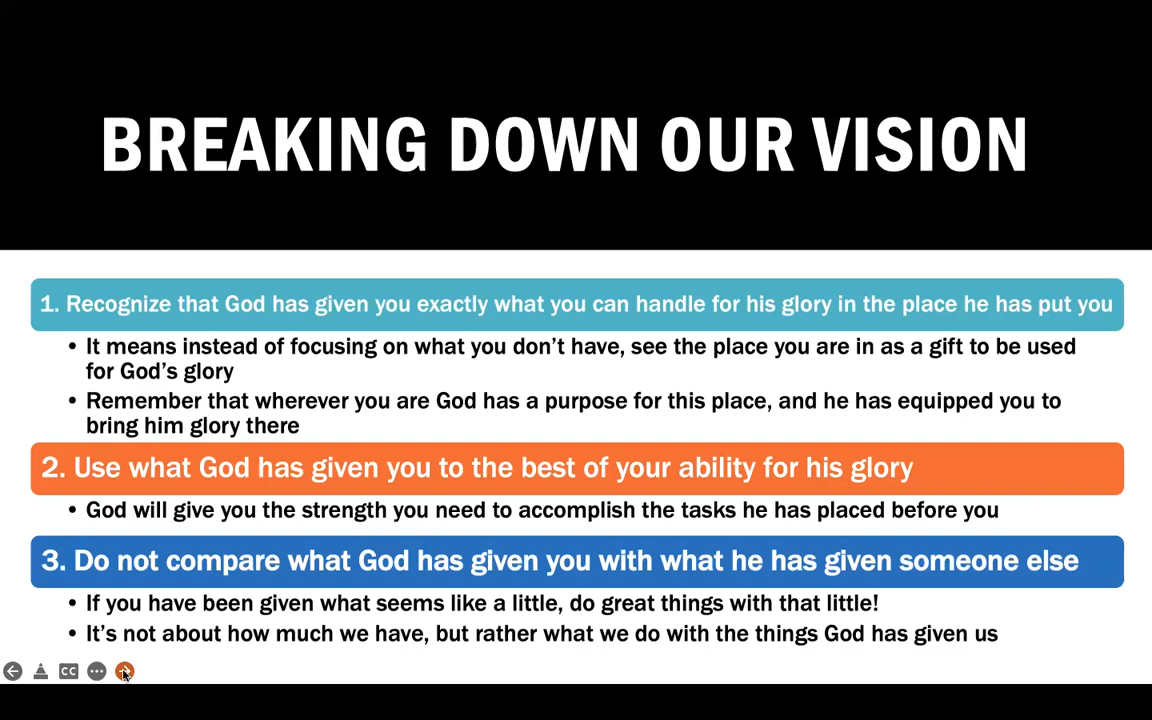 BREAKING DOWN OUR VISION
1. Recognize that God has given you exactly what you can handle for his glory in the place he has put you
• It means instead of focusing on what you don't have, see the place you are in as a gift to be used
for God's glory
• Remember that wherever you are God has a purpose for this place, and he has equipped you to
bring him glory there
2. Use what God has given you to the best of your ability for his glory
• God will give you the strength you need to accomplish the tasks he has placed before you
3. Do not compare what God has given you with what he has given someone else
• If you have been given what seems like a little, do great things with that little!
• It's not about how much we have, but rather what we do with the things God has given us
CC